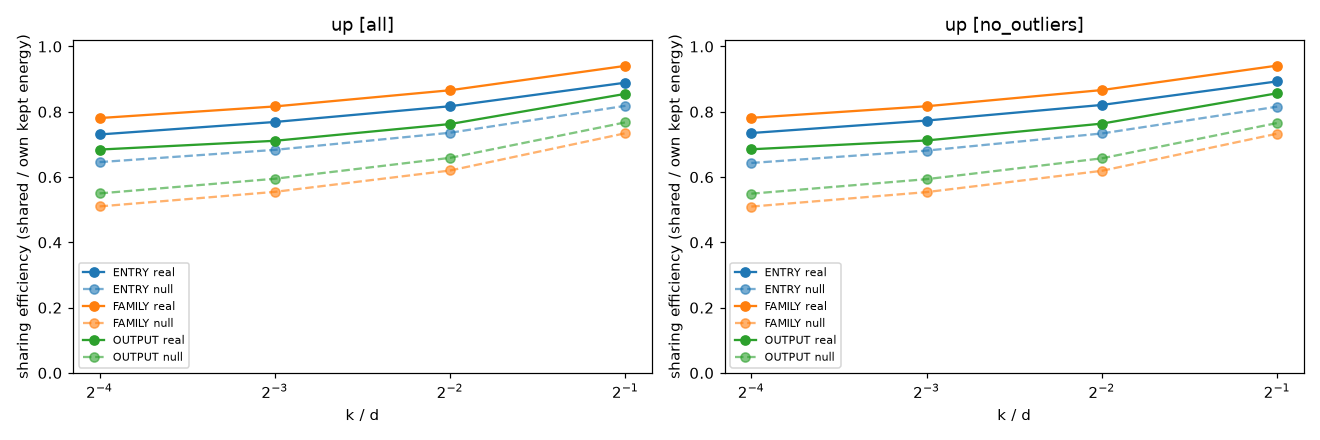 up [all]
sharing efficiency (shared / own kept energy)
1.0
0.8
0.6
0.4
0.2
0.0
ENTRY real
ENTRY null
FAMILY real
FAMILY null
OUTPUT real
OUTPUT null
2⁻⁴ 2⁻³ 2⁻² 2⁻¹
k / d
up [no_outliers]
sharing efficiency (shared / own kept energy)
1.0
0.8
0.6
0.4
0.2
0.0
ENTRY real
ENTRY null
FAMILY real
FAMILY null
OUTPUT real
OUTPUT null
2⁻⁴ 2⁻³ 2⁻² 2⁻¹
k / d